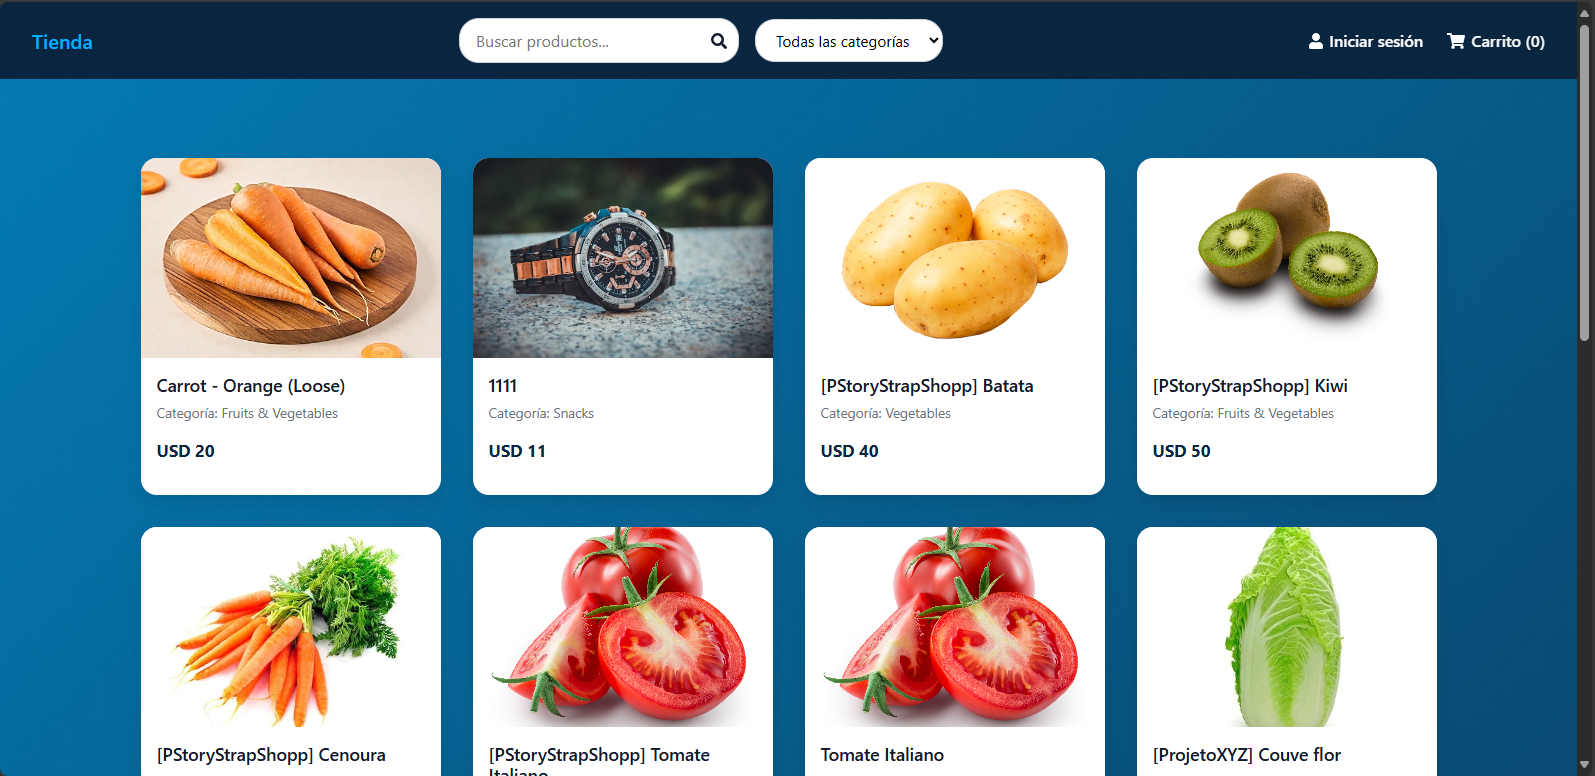 Tienda
Buscar productos...
Todas las categorías
Iniciar sesión
Carrito (0)
Carrot - Orange (Loose)
Categoría: Fruits & Vegetables
USD 20
1111
Categoría: Snacks
USD 11
[PStoryStrapShopp] Batata
Categoría: Vegetables
USD 40
[PStoryStrapShopp] Kiwi
Categoría: Fruits & Vegetables
USD 50
[PStoryStrapShopp] Cenoura
[PStoryStrapShopp] Tomate
Italiano
Tomate Italiano
[ProjetoXYZ] Couve flor